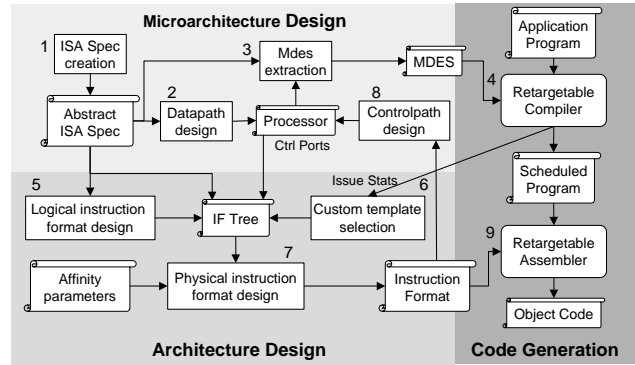 Microarchitecture Design
1
ISA Spec
creation
3
Mdes
extraction
MDES
Application
Program
4
Retargetable
Compiler
Abstract
ISA Spec
2
Datapath
design
Processor
Ctrl Ports
8
Controlpath
design
Issue Stats
Scheduled
Program
5
Logical instruction
format design
IF Tree
6
Custom template
selection
9
Retargetable
Assembler
Affinity
parameters
7
Physical instruction
format design
Instruction
Format
Object Code
Architecture Design
Code Generation